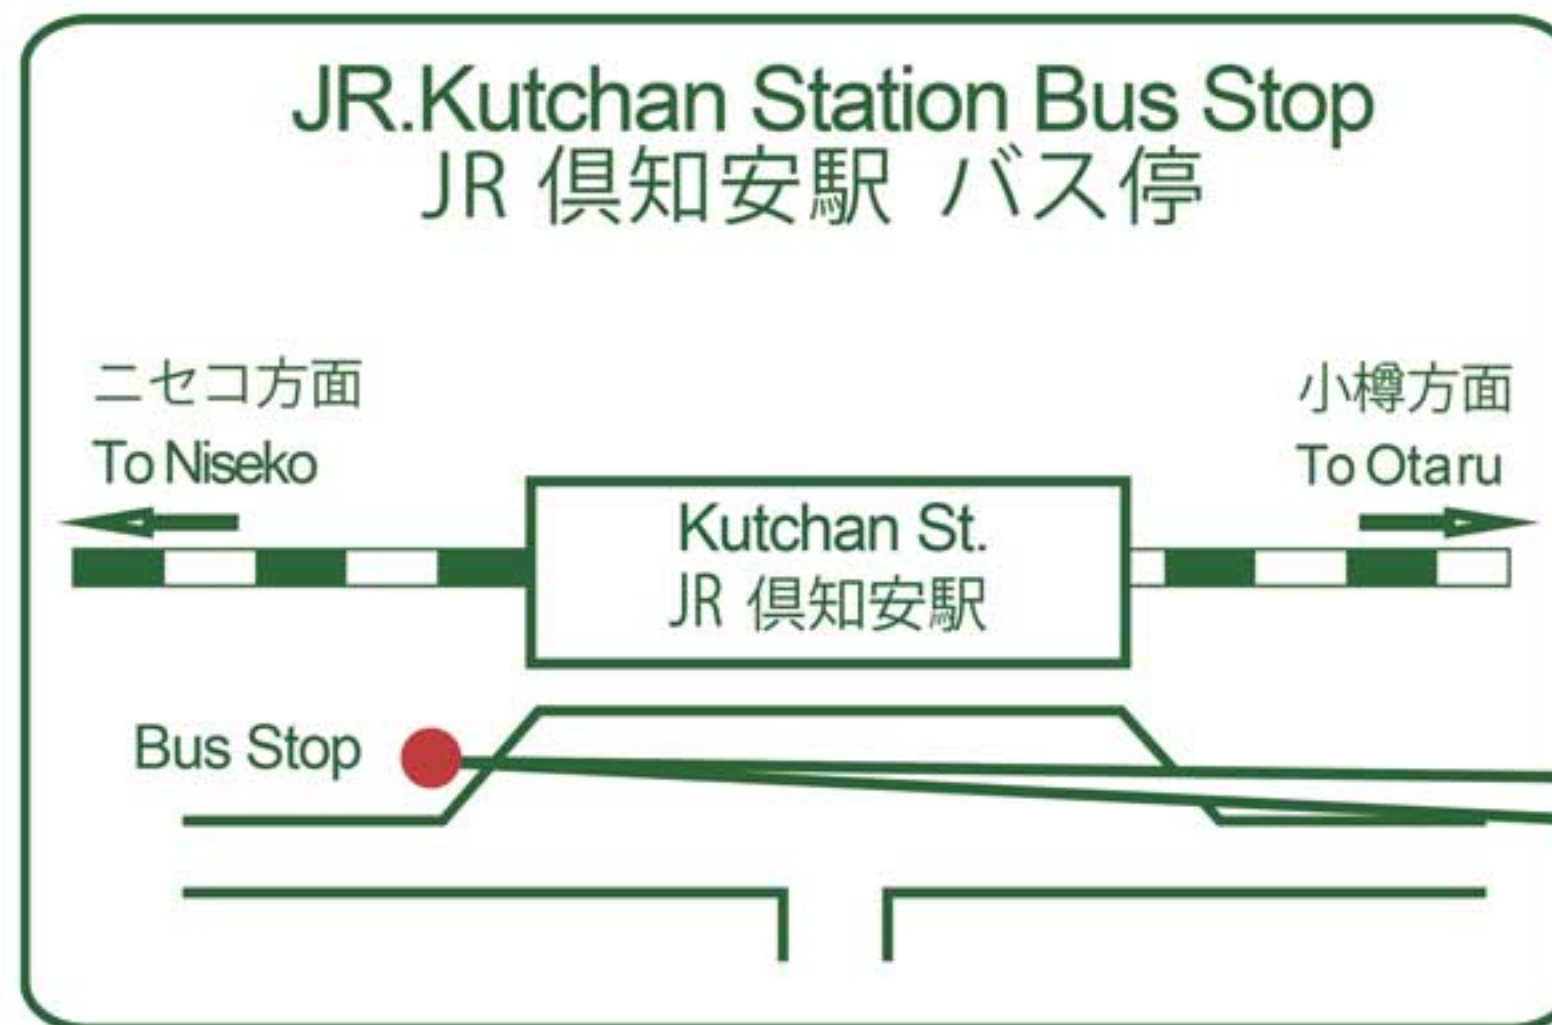 JR.Kutchan Station Bus Stop
JR 倶知安駅 バス停
ニセコ方面
To Niseko
小樽方面
To Otaru
Kutchan St.
JR 倶知安駅
Bus Stop